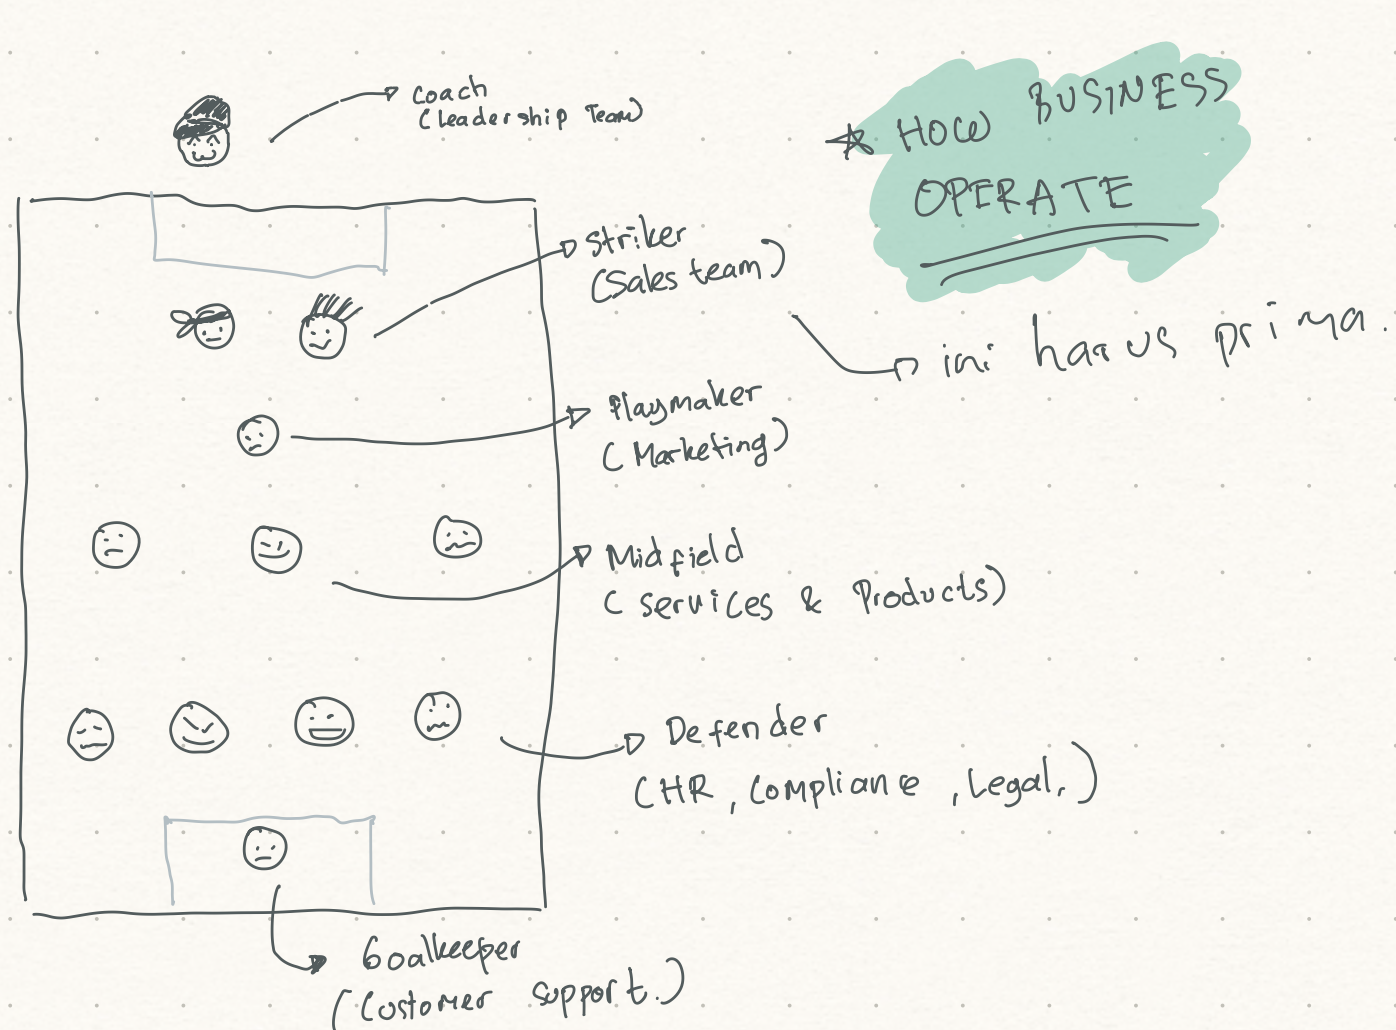 Coach
(Leadership Team)
★ HOW BUSINESS
OPERATE
Striker
(Sales team)
ini harus prima.
Playmaker
(Marketing)
Midfield
(Services & Products)
Defender
(HR, Compliance, Legal.)
Goalkeeper
(Customer support.)